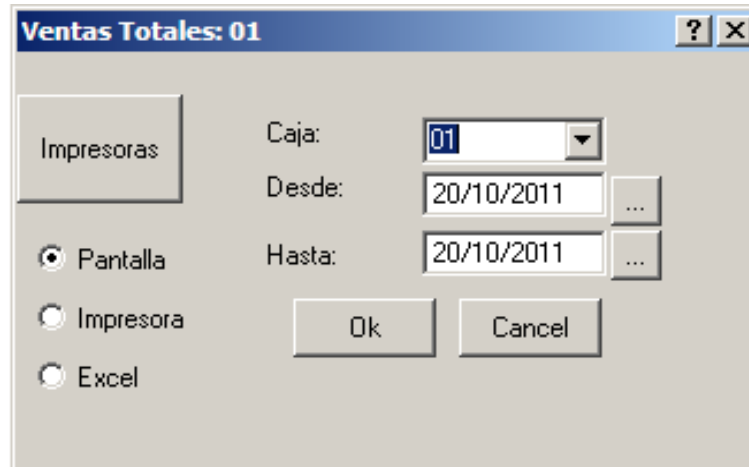 Ventas Totales: 01
?
Impresoras
Caja:
01
Desde:
20/10/2011
...
Hasta:
20/10/2011
...
Pantalla
Impresora
Excel
Ok
Cancel